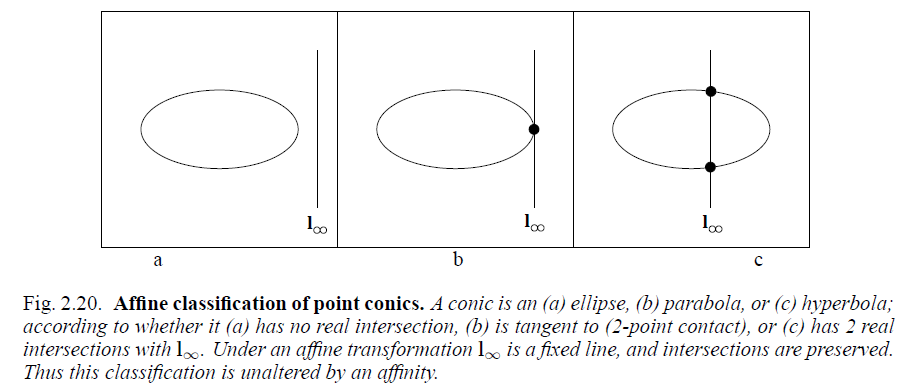 l∞ l∞ l∞
a b c
Fig. 2.20. Affine classification of point conics. A conic is an (a) ellipse, (b) parabola, or (c) hyperbola;
according to whether it (a) has no real intersection, (b) is tangent to (2-point contact), or (c) has 2 real
intersections with l∞. Under an affine transformation l∞ is a fixed line, and intersections are preserved.
Thus this classification is unaltered by an affinity.